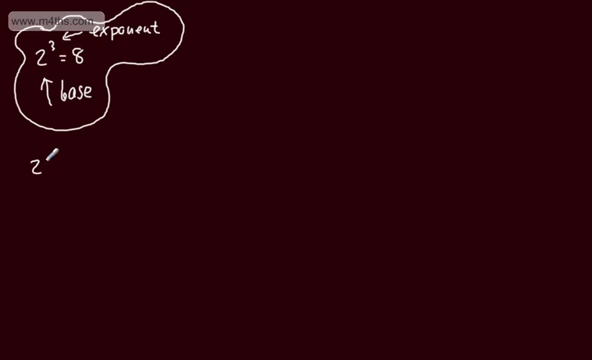 www.m4ths.com
2³ = 8 ← exponent
↑ base
2